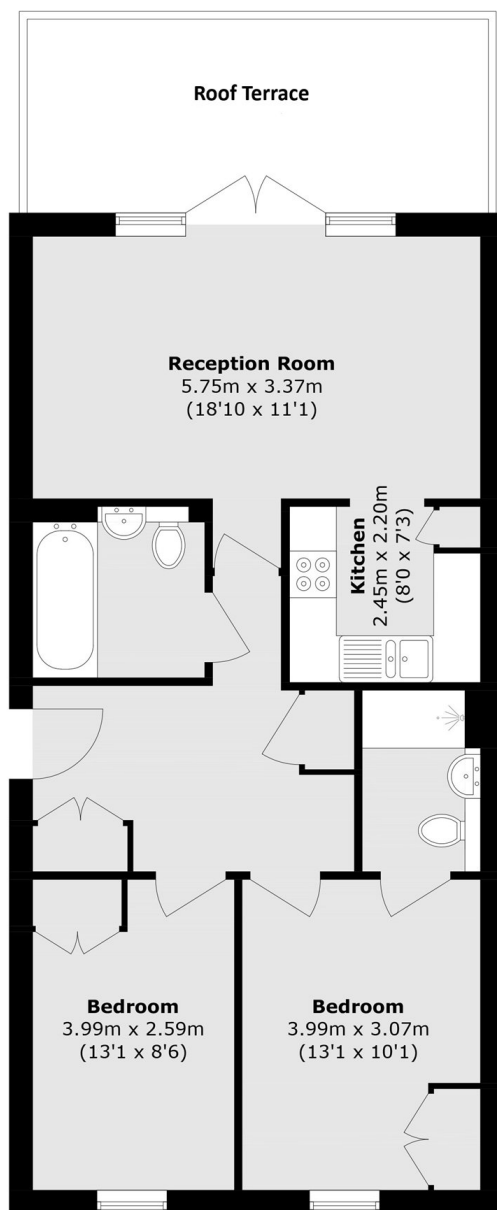 Roof Terrace
Reception Room
5.75m x 3.37m
(18'10 x 11'1)
Kitchen
2.45m x 2.20m
(8'0 x 7'3)
Bedroom
3.99m x 2.59m
(13'1 x 8'6)
Bedroom
3.99m x 3.07m
(13'1 x 10'1)